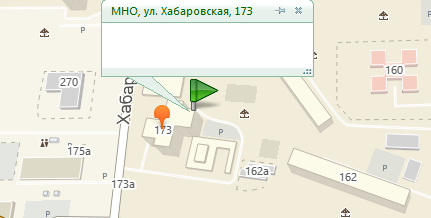 МНО, ул. Хабаровская, 173
P
160
270
Хабар
P
173
P
175а
162а
P
162
173а